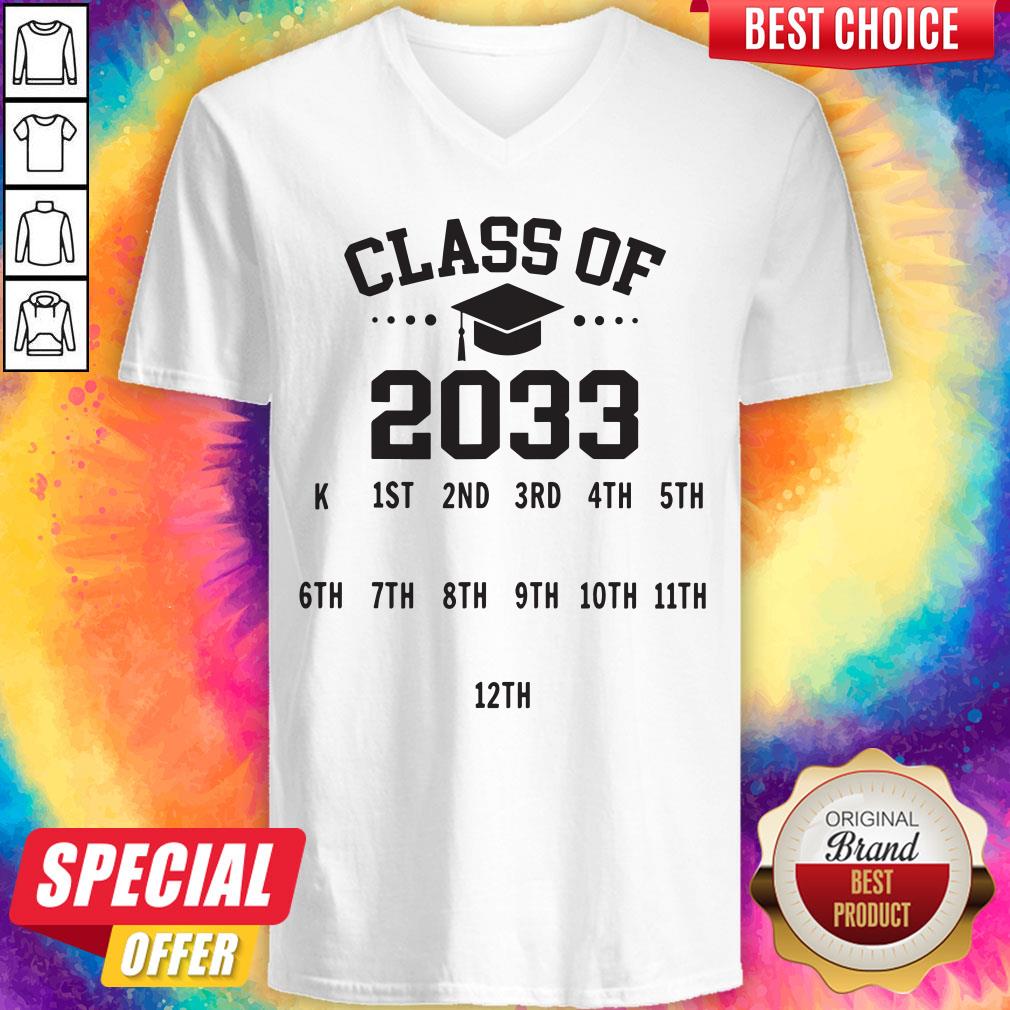 BEST CHOICE
CLASS OF
2033
K 1ST 2ND 3RD 4TH 5TH
6TH 7TH 8TH 9TH 10TH 11TH
12TH
SPECIAL
OFFER
ORIGINAL
Brand
BEST
PRODUCT